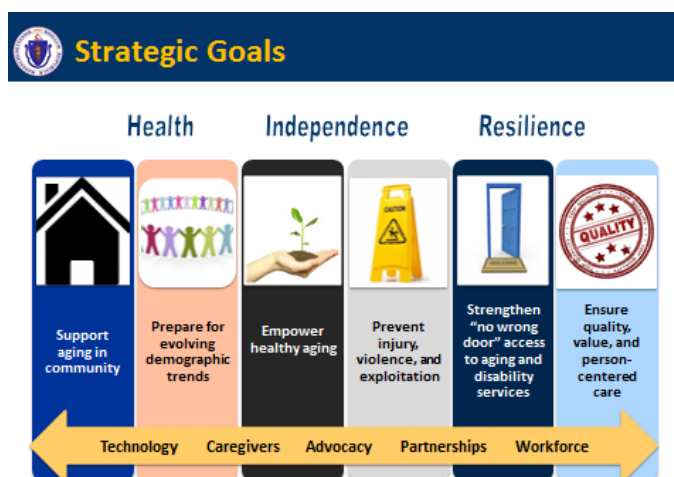 Strategic Goals
Health Independence Resilience
CAUTION
QUALITY
Support
aging in
community
Prepare for
evolving
demographic
trends
Empower
healthy aging
Prevent
injury,
violence, and
exploitation
Strengthen
“no wrong
door” access
to aging and
disability
services
Ensure
quality,
value, and
person-
centered
care
Technology Caregivers Advocacy Partnerships Workforce